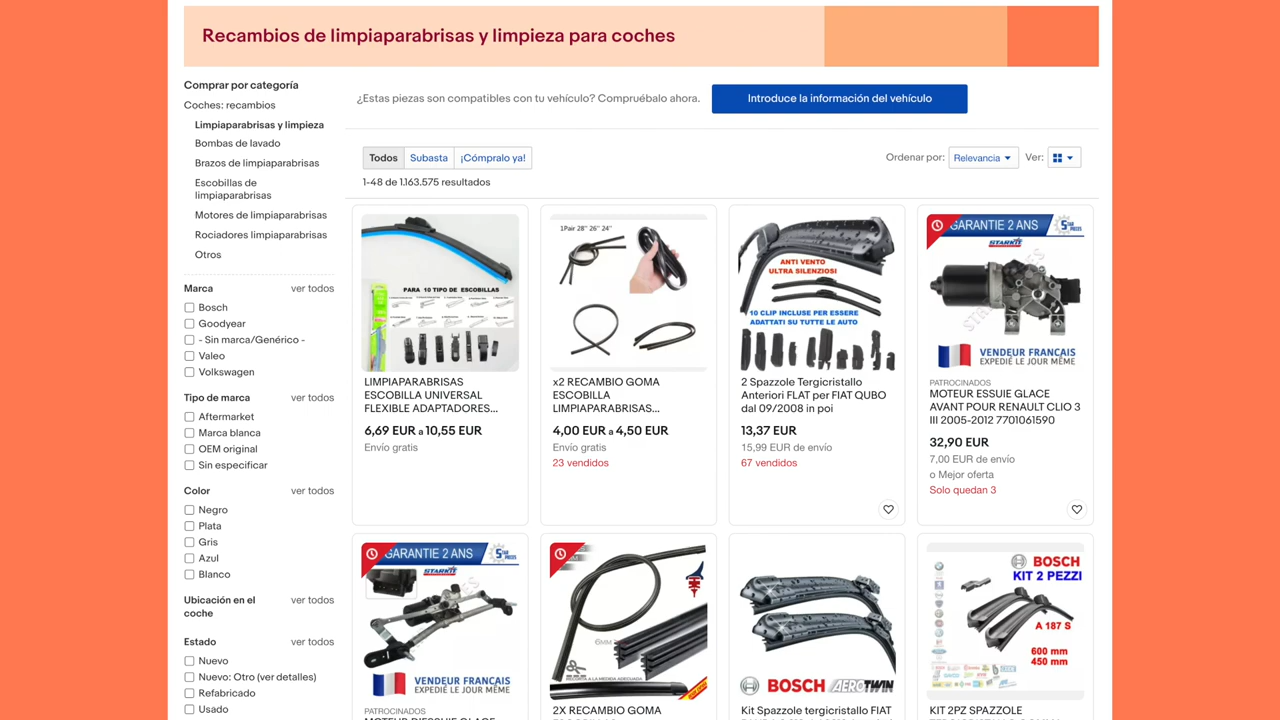 Recambios de limpiaparabrisas y limpieza para coches
Comprar por categoría
Coches: recambios
Limpiaparabrisas y limpieza
Bombas de lavado
Brazos de limpiaparabrisas
Escobillas de
limpiaparabrisas
Motores de limpiaparabrisas
Rociadores limpiaparabrisas
Otros
Marca
ver todos
Bosch
Goodyear
- Sin marca/Genérico -
Valeo
Volkswagen
Tipo de marca
ver todos
Aftermarket
Marca blanca
OEM original
Sin especificar
Color
ver todos
Negro
Plata
Gris
Azul
Blanco
Ubicación en el
coche
ver todos
Estado
ver todos
Nuevo
Nuevo: Otro (ver detalles)
Refabricado
Usado
¿Estas piezas son compatibles con tu vehículo? Compruébalo ahora.
Introduce la información del vehículo
Todos
Subasta
¡Cómpralo ya!
Ordenar por:
Relevancia
Ver:
1-48 de 1.163.575 resultados
PARA 10 TIPO DE ESCOBILLAS
LIMPIAPARABRISAS
ESCOBILLA UNIVERSAL
FLEXIBLE ADAPTADORES...
6,69 EUR a 10,55 EUR
Envío gratis
1Pair 28" 26" 24"
x2 RECAMBIO GOMA
ESCOBILLA
LIMPIAPARABRISAS...
4,00 EUR a 4,50 EUR
Envío gratis
23 vendidos
ANTI VENTO
ULTRA SILENZIOSI
10 CLIP INCLUSE PER ESSERE
ADATTATI SU TUTTE LE AUTO
2 Spazzole Tergicristallo
Anteriori FLAT per FIAT QUBO
dal 09/2008 in poi
13,37 EUR
15,99 EUR de envío
67 vendidos
GARANTIE 2 ANS
STARKIT
VENDEUR FRANÇAIS
EXPEDIÉ LE JOUR MÊME
PATROCINADOS
MOTEUR ESSUIE GLACE
AVANT POUR RENAULT CLIO 3
III 2005-2012 7701061590
32,90 EUR
7,00 EUR de envío
o Mejor oferta
Solo quedan 3
GARANTIE 2 ANS
STARKIT
VENDEUR FRANÇAIS
EXPEDIÉ LE JOUR MÊME
PATROCINADOS
6MM
RECORTA A LA MEDIDA ADECUADA
2X RECAMBIO GOMA
BOSCH AEROTWIN
Kit Spazzole tergicristallo FIAT
BOSCH
KIT 2 PEZZI
A 187 S
600 mm
450 mm
KIT 2PZ SPAZZOLE